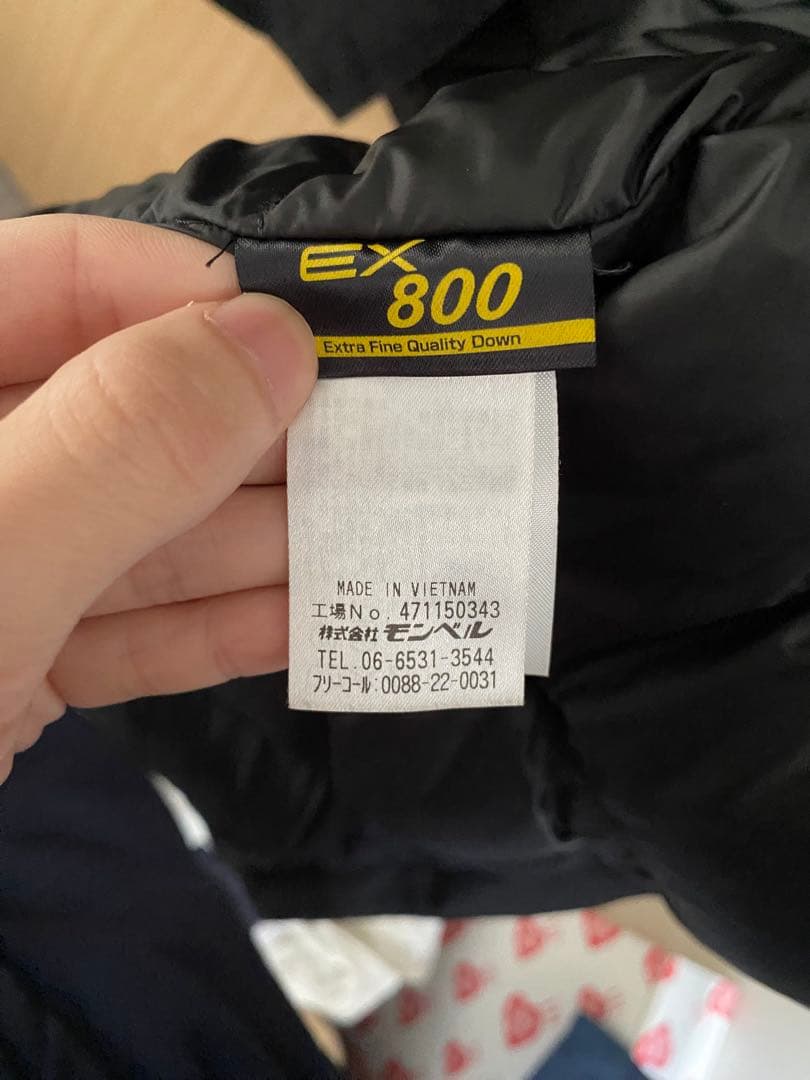 EX
800
Extra Fine Quality Down
MADE IN VIETNAM
工場No. 471150343
株式会社 モンベル
TEL.06-6531-3544
フリーコール:0088-22-0031